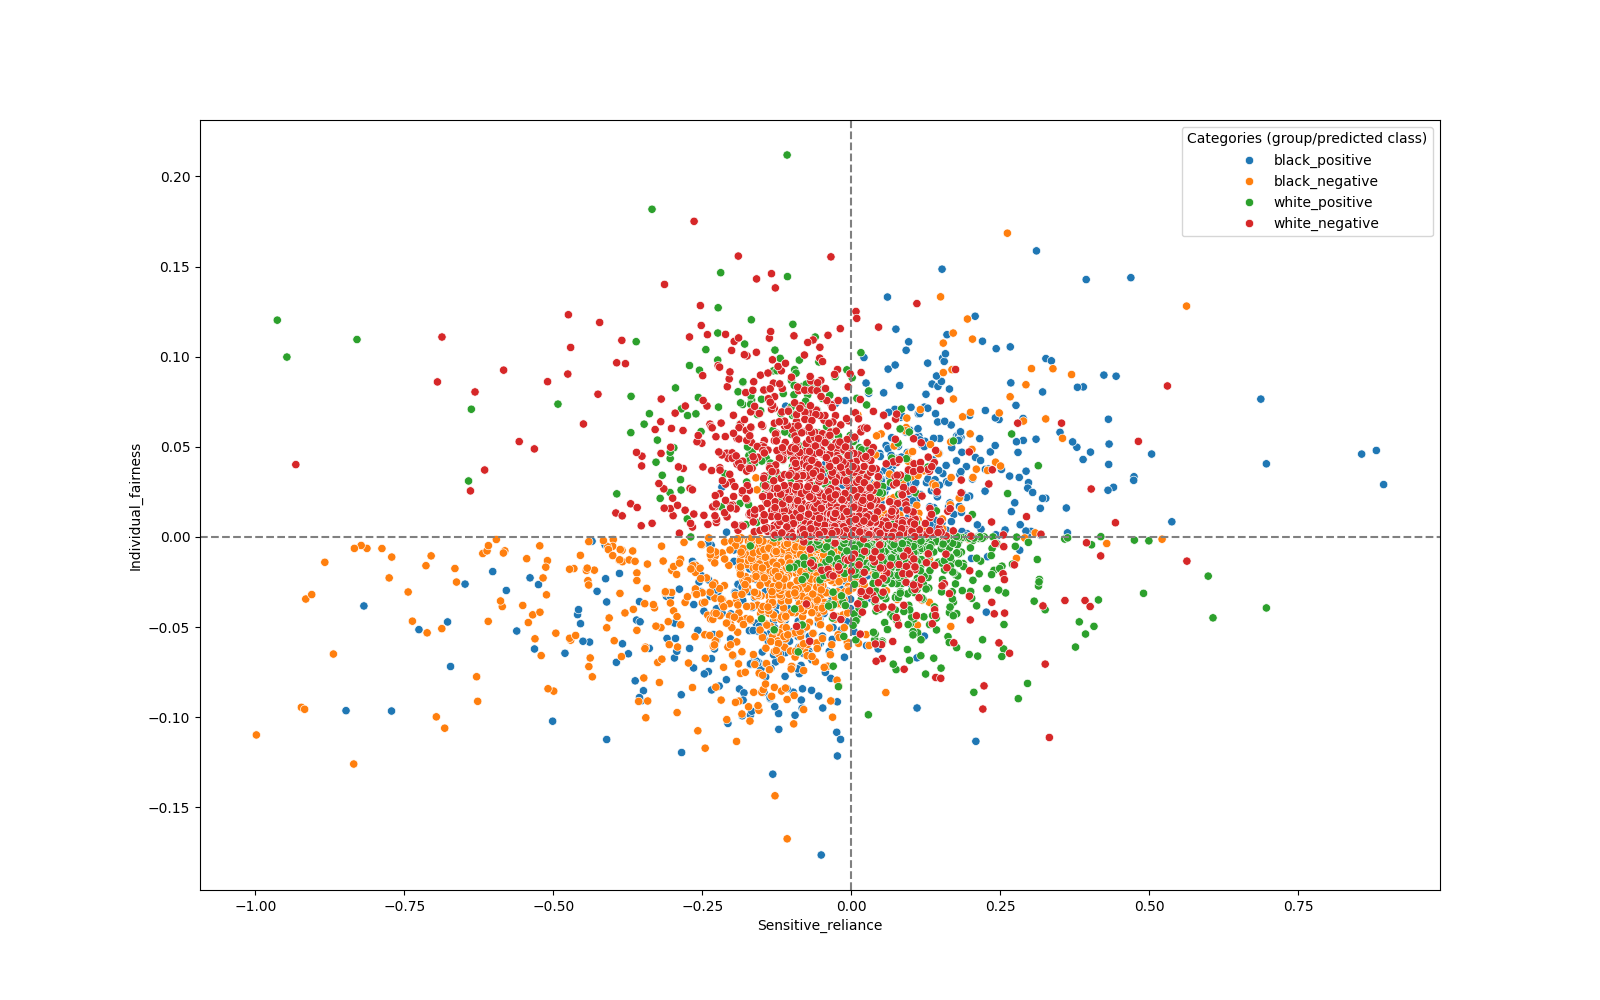 Categories (group/predicted class)
black_positive
black_negative
white_positive
white_negative
0.20
0.15
0.10
0.05
0.00
−0.05
−0.10
−0.15
Individual_fairness
−1.00 −0.75 −0.50 −0.25 0.00 0.25 0.50 0.75
Sensitive_reliance